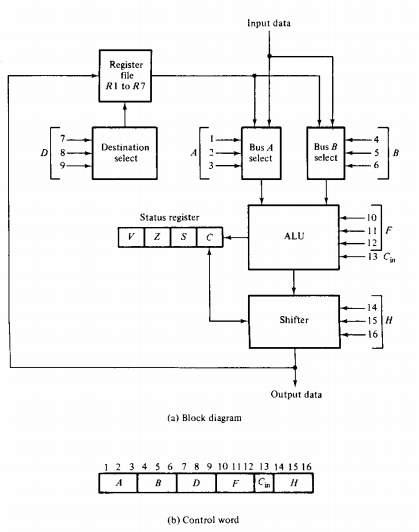 Input data
Register
file
R1 to R7
D
7
8
9
Destination
select
A
1
2
3
Bus A
select
Bus B
select
4
5
6
B
Status register
V Z S C
ALU
10
11
12
F
13 Cin
Shifter
14
15
16
H
Output data
(a) Block diagram
1 2 3 4 5 6 7 8 9 10 11 12 13 14 15 16
A B D F Cin H
(b) Control word